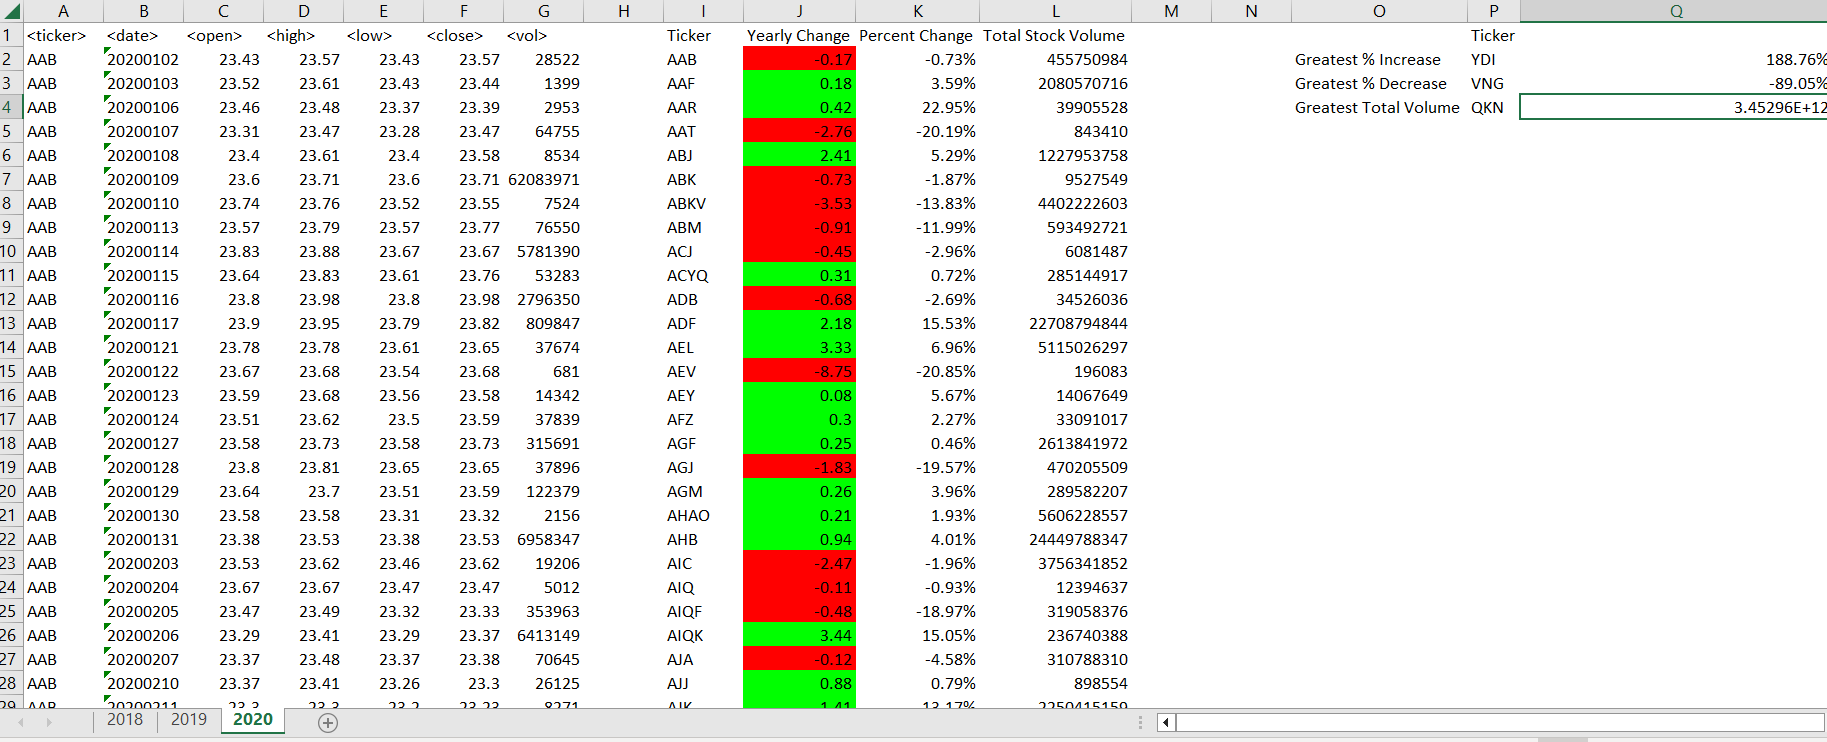 A B C D E F G H I J K L M N O P Q
1 <ticker> <date> <open> <high> <low> <close> <vol> Ticker Yearly Change Percent Change Total Stock Volume Ticker
2 AAB 20200102 23.43 23.57 23.43 23.57 28522 AAB -0.17 -0.73% 455750984 Greatest % Increase YDI 188.76%
3 AAB 20200103 23.52 23.61 23.43 23.44 1399 AAF 0.18 3.59% 2080570716 Greatest % Decrease VNG -89.05%
4 AAB 20200106 23.46 23.48 23.37 23.39 2953 AAR 0.42 22.95% 39905528 Greatest Total Volume QKN 3.45296E+12
5 AAB 20200107 23.31 23.47 23.28 23.47 64755 AAT -2.76 -20.19% 843410
6 AAB 20200108 23.4 23.61 23.4 23.58 8534 ABJ 2.41 5.29% 1227953758
7 AAB 20200109 23.6 23.71 23.6 23.71 62083971 ABK -0.73 -1.87% 9527549
8 AAB 20200110 23.74 23.76 23.52 23.55 7524 ABKV -3.53 -13.83% 4402222603
9 AAB 20200113 23.57 23.79 23.57 23.77 76550 ABM -0.91 -11.99% 593492721
10 AAB 20200114 23.83 23.88 23.67 23.67 5781390 ACJ -0.45 -2.96% 6081487
11 AAB 20200115 23.64 23.83 23.61 23.76 53283 ACYQ 0.31 0.72% 285144917
12 AAB 20200116 23.8 23.98 23.8 23.98 2796350 ADB -0.68 -2.69% 34526036
13 AAB 20200117 23.9 23.95 23.79 23.82 809847 ADF 2.18 15.53% 22708794844
14 AAB 20200121 23.78 23.78 23.61 23.65 37674 AEL 3.33 6.96% 5115026297
15 AAB 20200122 23.67 23.68 23.54 23.68 681 AEV -8.75 -20.85% 196083
16 AAB 20200123 23.59 23.68 23.56 23.58 14342 AEY 0.08 5.67% 14067649
17 AAB 20200124 23.51 23.62 23.5 23.59 37839 AFZ 0.3 2.27% 33091017
18 AAB 20200127 23.58 23.73 23.58 23.73 315691 AGF 0.25 0.46% 2613841972
19 AAB 20200128 23.8 23.81 23.65 23.65 37896 AGJ -1.83 -19.57% 470205509
20 AAB 20200129 23.64 23.7 23.51 23.59 122379 AGM 0.26 3.96% 289582207
21 AAB 20200130 23.58 23.58 23.31 23.32 2156 AHAO 0.21 1.93% 5606228557
22 AAB 20200131 23.38 23.53 23.38 23.53 6958347 AHB 0.94 4.01% 24449788347
23 AAB 20200203 23.53 23.62 23.46 23.62 19206 AIC -2.47 -1.96% 3756341852
24 AAB 20200204 23.67 23.67 23.47 23.47 5012 AIQ -0.11 -0.93% 12394637
25 AAB 20200205 23.47 23.49 23.32 23.33 353963 AIQF -0.48 -18.97% 319058376
26 AAB 20200206 23.29 23.41 23.29 23.37 6413149 AIQK 3.44 15.05% 236740388
27 AAB 20200207 23.37 23.48 23.37 23.38 70645 AJA -0.12 -4.58% 310788310
28 AAB 20200210 23.37 23.41 23.26 23.3 26125 AJJ 0.88 0.79% 898554
29 AAB 20200211 23.3 23.3 23.2 23.23 8271 AJK 1.41 13.17% 2250415159
2018 2019 2020